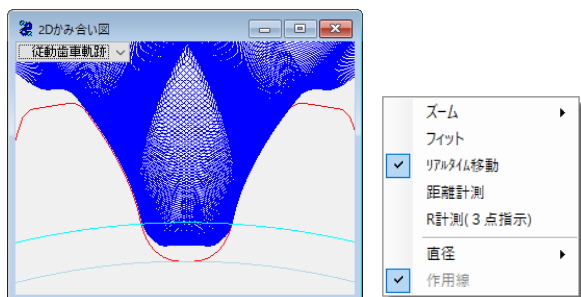 2Dかみ合い図
従動歯車軌跡
ズーム
フィット
リアルタイム移動
距離計測
R計測(３点指示)
直径
作用線